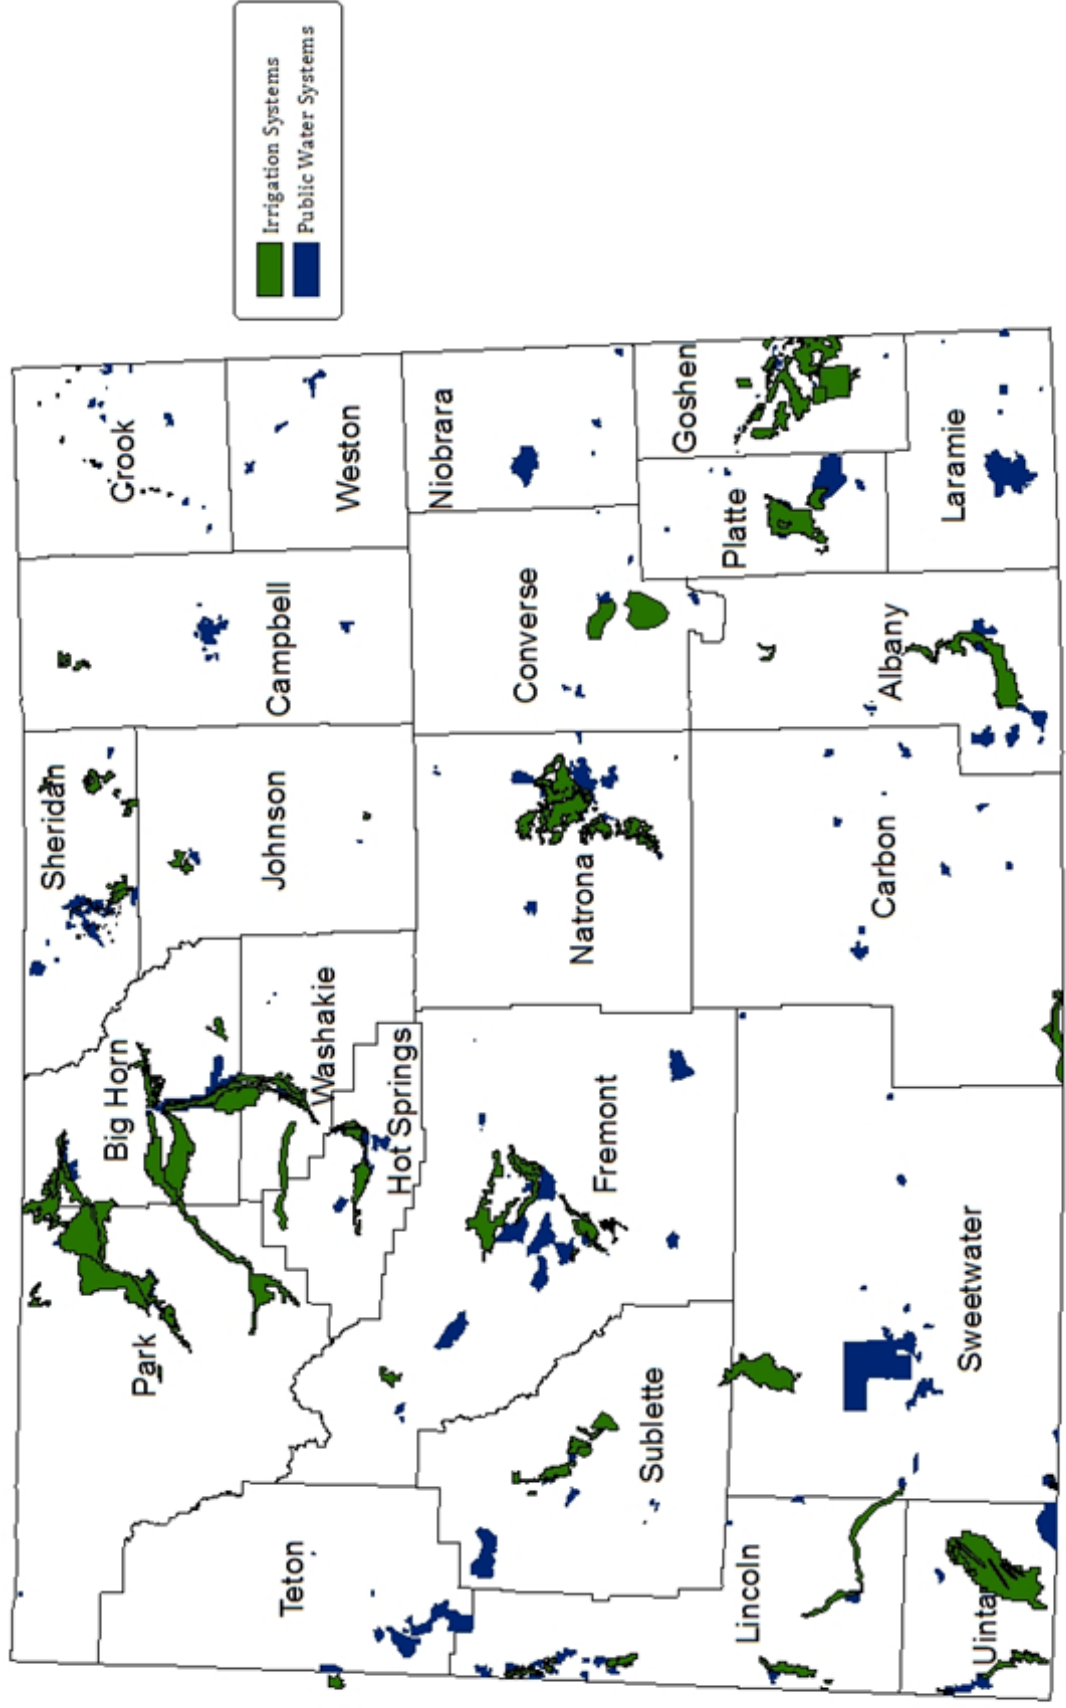 Irrigation Systems
Public Water Systems
Park
Big Horn
Sheridan
Campbell
Crook
Johnson
Weston
Teton
Washakie
Hot Springs
Fremont
Natrona
Converse
Niobrara
Sublette
Lincoln
Platte
Goshen
Sweetwater
Carbon
Albany
Laramie
Uinta